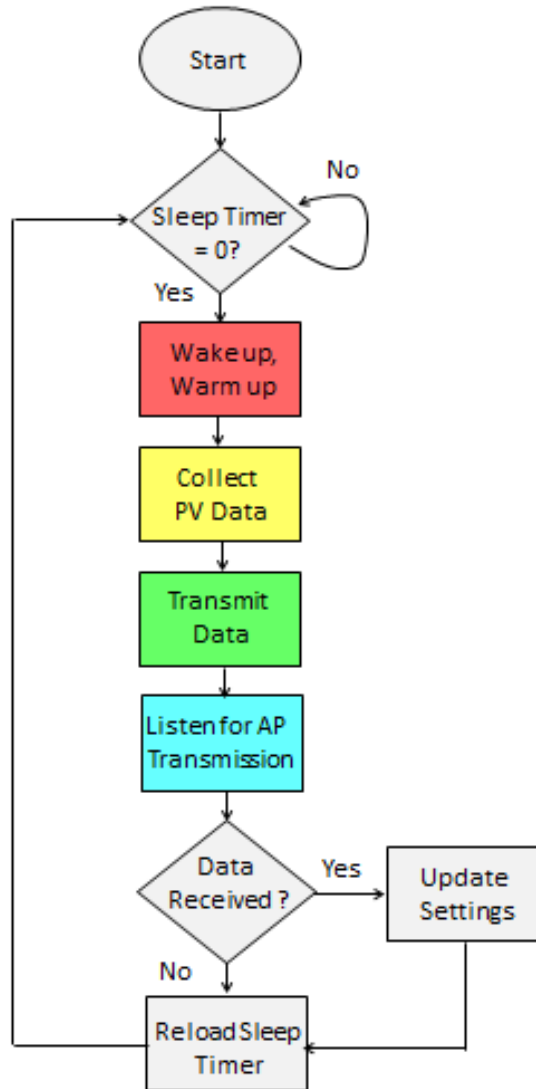 Start
No
Sleep Timer
= 0?
Yes
Wake up,
Warm up
Collect
PV Data
Transmit
Data
Listen for AP
Transmission
Data
Received ?
Yes
Update
Settings
No
Reload Sleep
Timer